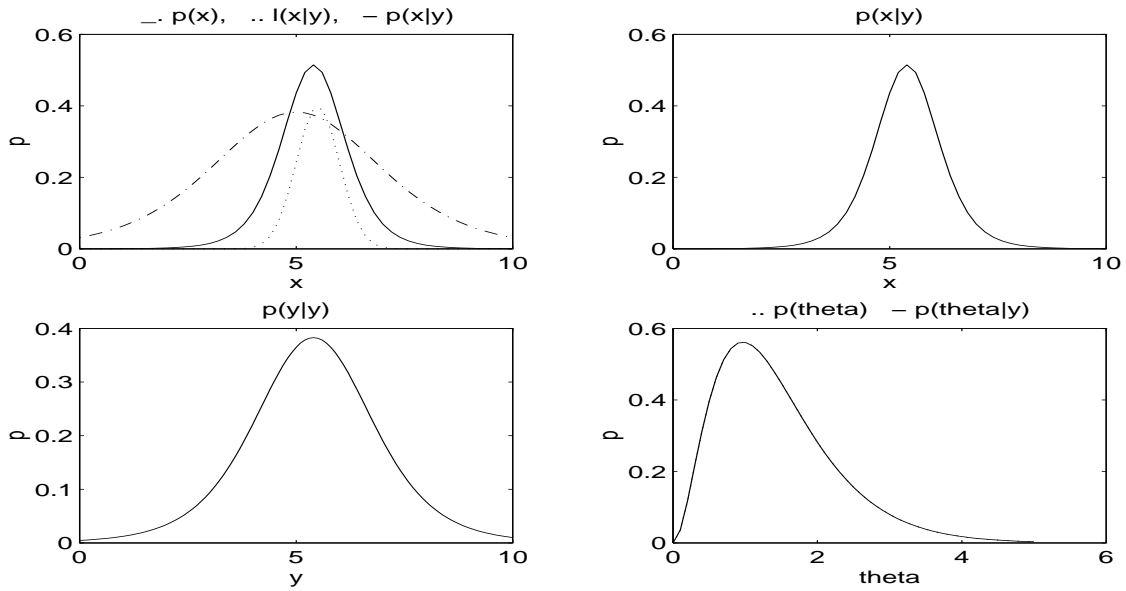 _. p(x), .. l(x|y), – p(x|y)
0.6
0.4
0.2
0
p
0 5 10
x
p(x|y)
0.6
0.4
0.2
0
p
0 5 10
x
p(y|y)
0.4
0.3
0.2
0.1
0
p
0 5 10
y
.. p(theta) – p(theta|y)
0.6
0.4
0.2
0
p
0 2 4 6
theta